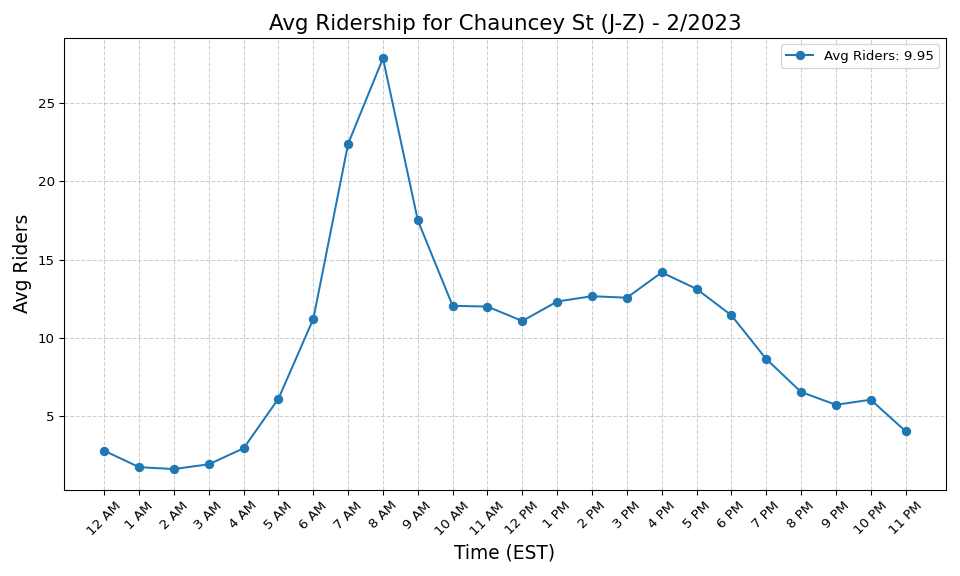 Avg Ridership for Chauncey St (J-Z) - 2/2023
Avg Riders: 9.95
Avg Riders
25
20
15
10
5
12 AM
1 AM
2 AM
3 AM
4 AM
5 AM
6 AM
7 AM
8 AM
9 AM
10 AM
11 AM
12 PM
1 PM
2 PM
3 PM
4 PM
5 PM
6 PM
7 PM
8 PM
9 PM
10 PM
11 PM
Time (EST)